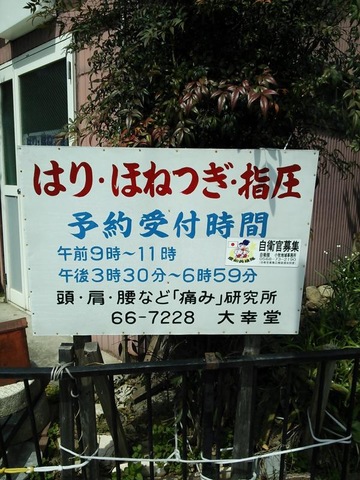 はり・ほねつぎ・指圧
予約受付時間
午前9時〜11時
午後3時30分〜6時59分
自衛官募集
頭・肩・腰など「痛み」研究所
66-7228 大幸堂